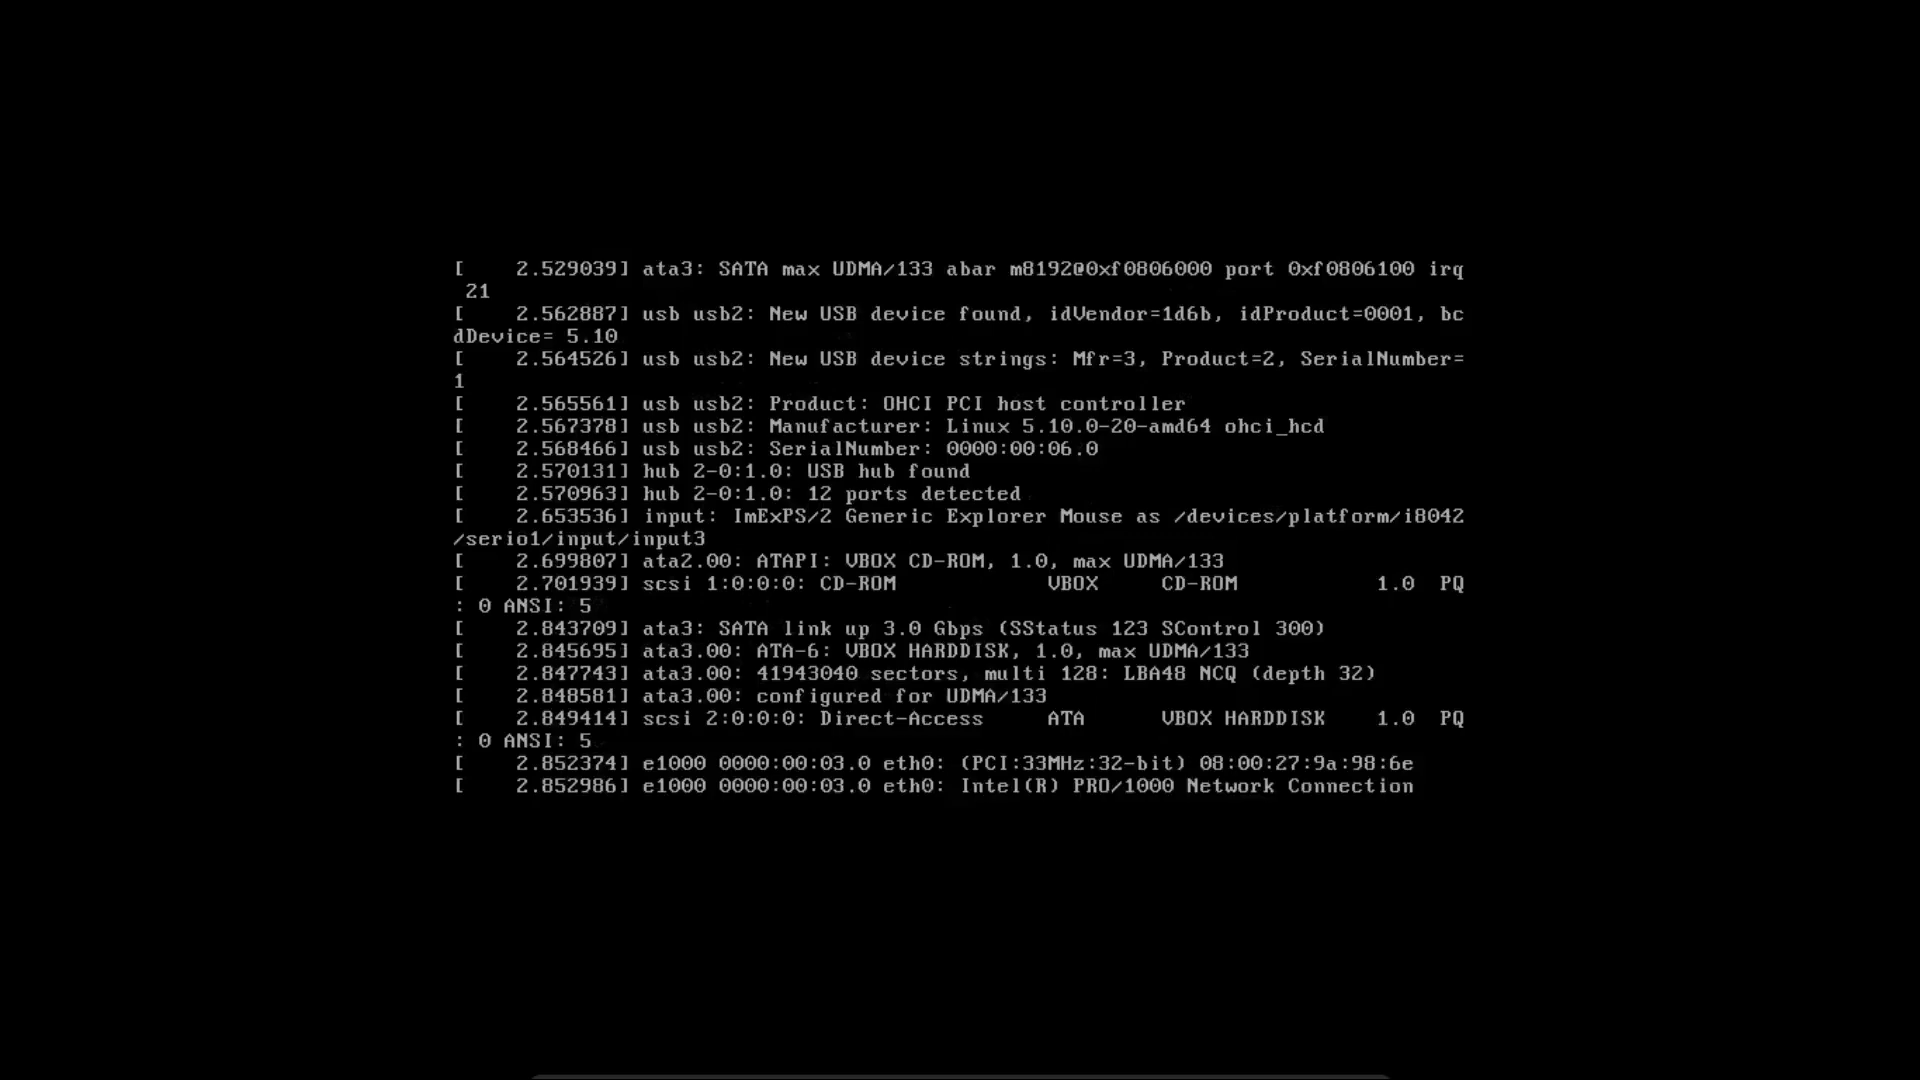 [    2.529039] ata3: SATA max UDMA/133 abar m8192@0xf0806000 port 0xf0806100 irq
 21
[    2.562887] usb usb2: New USB device found, idVendor=1d6b, idProduct=0001, bc
dDevice= 5.10
[    2.564526] usb usb2: New USB device strings: Mfr=3, Product=2, SerialNumber=
1
[    2.565561] usb usb2: Product: OHCI PCI host controller
[    2.567378] usb usb2: Manufacturer: Linux 5.10.0-20-amd64 ohci_hcd
[    2.568466] usb usb2: SerialNumber: 0000:00:06.0
[    2.570131] hub 2-0:1.0: USB hub found
[    2.570963] hub 2-0:1.0: 12 ports detected
[    2.653536] input: ImExPS/2 Generic Explorer Mouse as /devices/platform/i8042
/serio1/input/input3
[    2.699807] ata2.00: ATAPI: VBOX CD-ROM, 1.0, max UDMA/133
[    2.701939] scsi 1:0:0:0: CD-ROM            VBOX     CD-ROM           1.0  PQ
: 0 ANSI: 5
[    2.843709] ata3: SATA link up 3.0 Gbps (SStatus 123 SControl 300)
[    2.845695] ata3.00: ATA-6: VBOX HARDDISK, 1.0, max UDMA/133
[    2.847743] ata3.00: 41943040 sectors, multi 128: LBA48 NCQ (depth 32)
[    2.848581] ata3.00: configured for UDMA/133
[    2.849414] scsi 2:0:0:0: Direct-Access     ATA      VBOX HARDDISK    1.0  PQ
: 0 ANSI: 5
[    2.852374] e1000 0000:00:03.0 eth0: (PCI:33MHz:32-bit) 08:00:27:9a:98:6e
[    2.852986] e1000 0000:00:03.0 eth0: Intel(R) PRO/1000 Network Connection